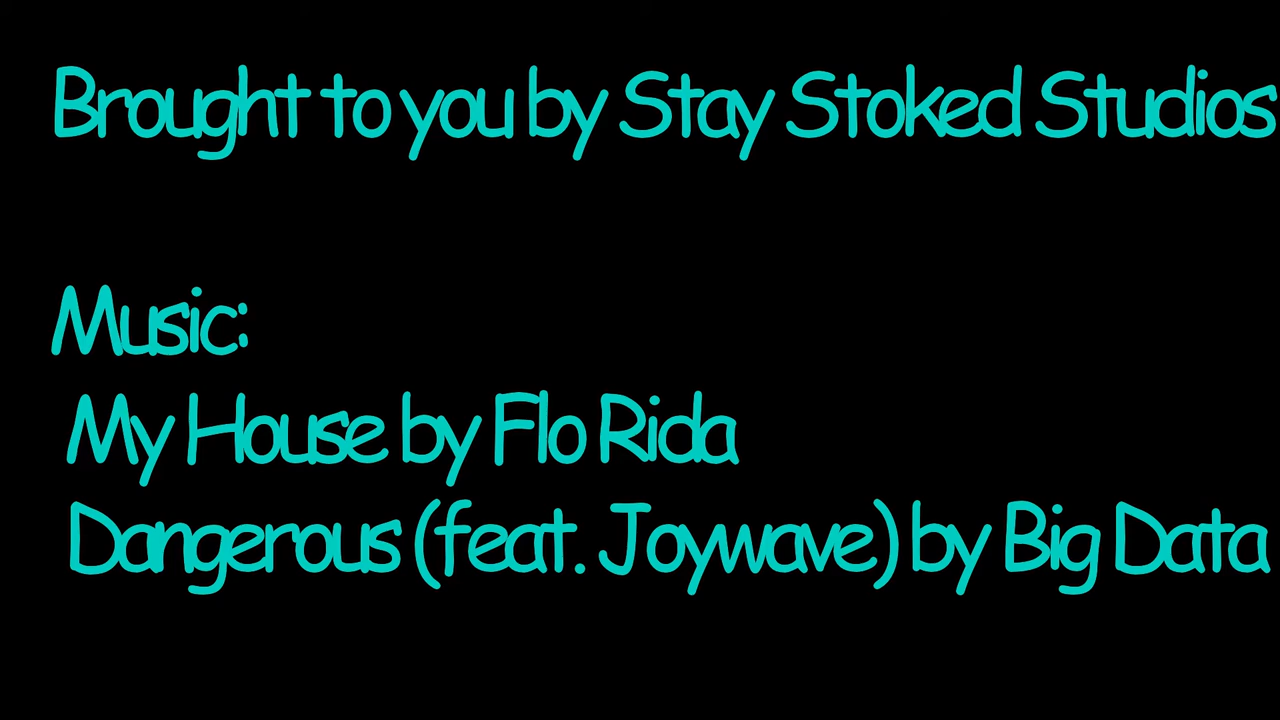 Brought to you by Stay Stoked Studios
Music:
My House by Flo Rida
Dangerous (feat. Joywave) by Big Data